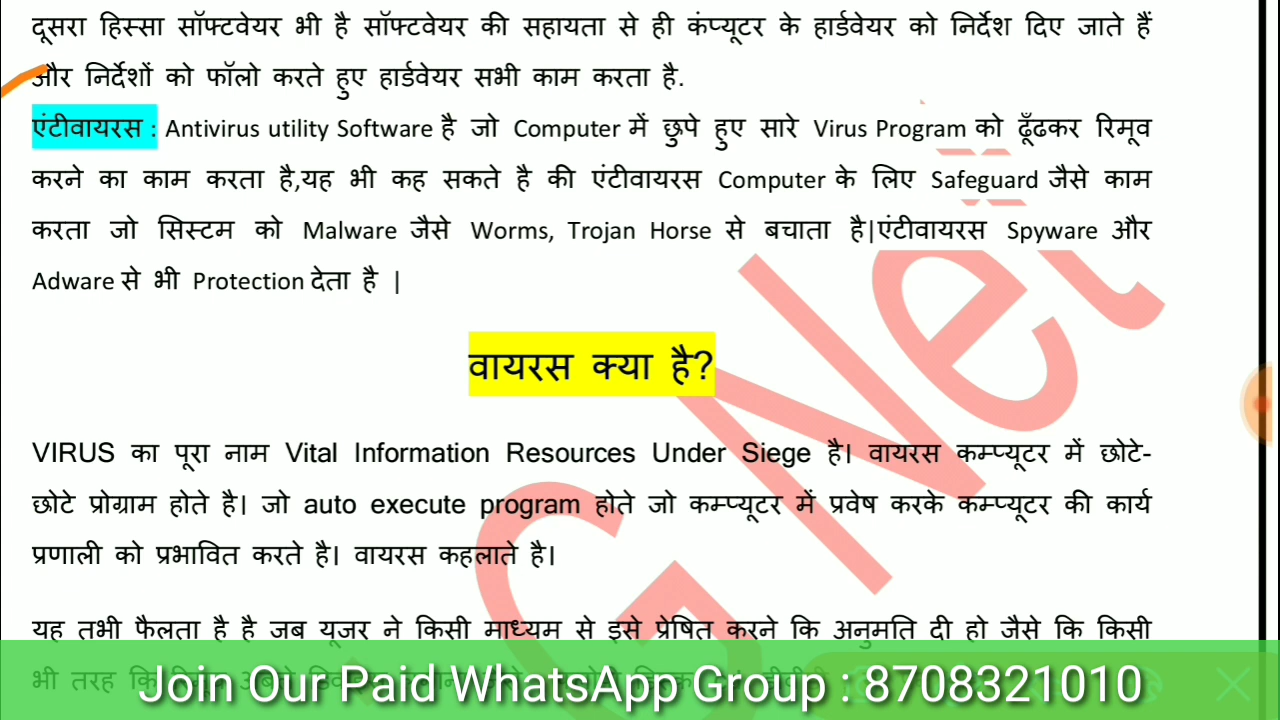 दूसरा हिस्सा सॉफ्टवेयर भी है सॉफ्टवेयर की सहायता से ही कंप्यूटर के हार्डवेयर को निर्देश दिए जाते हैं
और निर्देशों को फॉलो करते हुए हार्डवेयर सभी काम करता है.
एंटीवायरस : Antivirus utility Software है जो Computer में छुपे हुए सारे Virus Program को ढूँढकर रिमूव
करने का काम करता है,यह भी कह सकते है की एंटीवायरस Computer के लिए Safeguard जैसे काम
करता जो सिस्टम को Malware जैसे Worms, Trojan Horse से बचाता है|एंटीवायरस Spyware और
Adware से भी Protection देता है |
वायरस क्या है?
VIRUS का पूरा नाम Vital Information Resources Under Siege है। वायरस कम्प्यूटर में छोटे-
छोटे प्रोग्राम होते है। जो auto execute program होते जो कम्प्यूटर में प्रवेष करके कम्प्यूटर की कार्य
प्रणाली को प्रभावित करते है। वायरस कहलाते है।
यह तभी फैलता है है जब यूजर ने किसी माध्यम से इसे प्रेषित करने कि अनुमति दी हो जैसे कि किसी
भी तरह
Join Our Paid WhatsApp Group : 8708321010
G Net